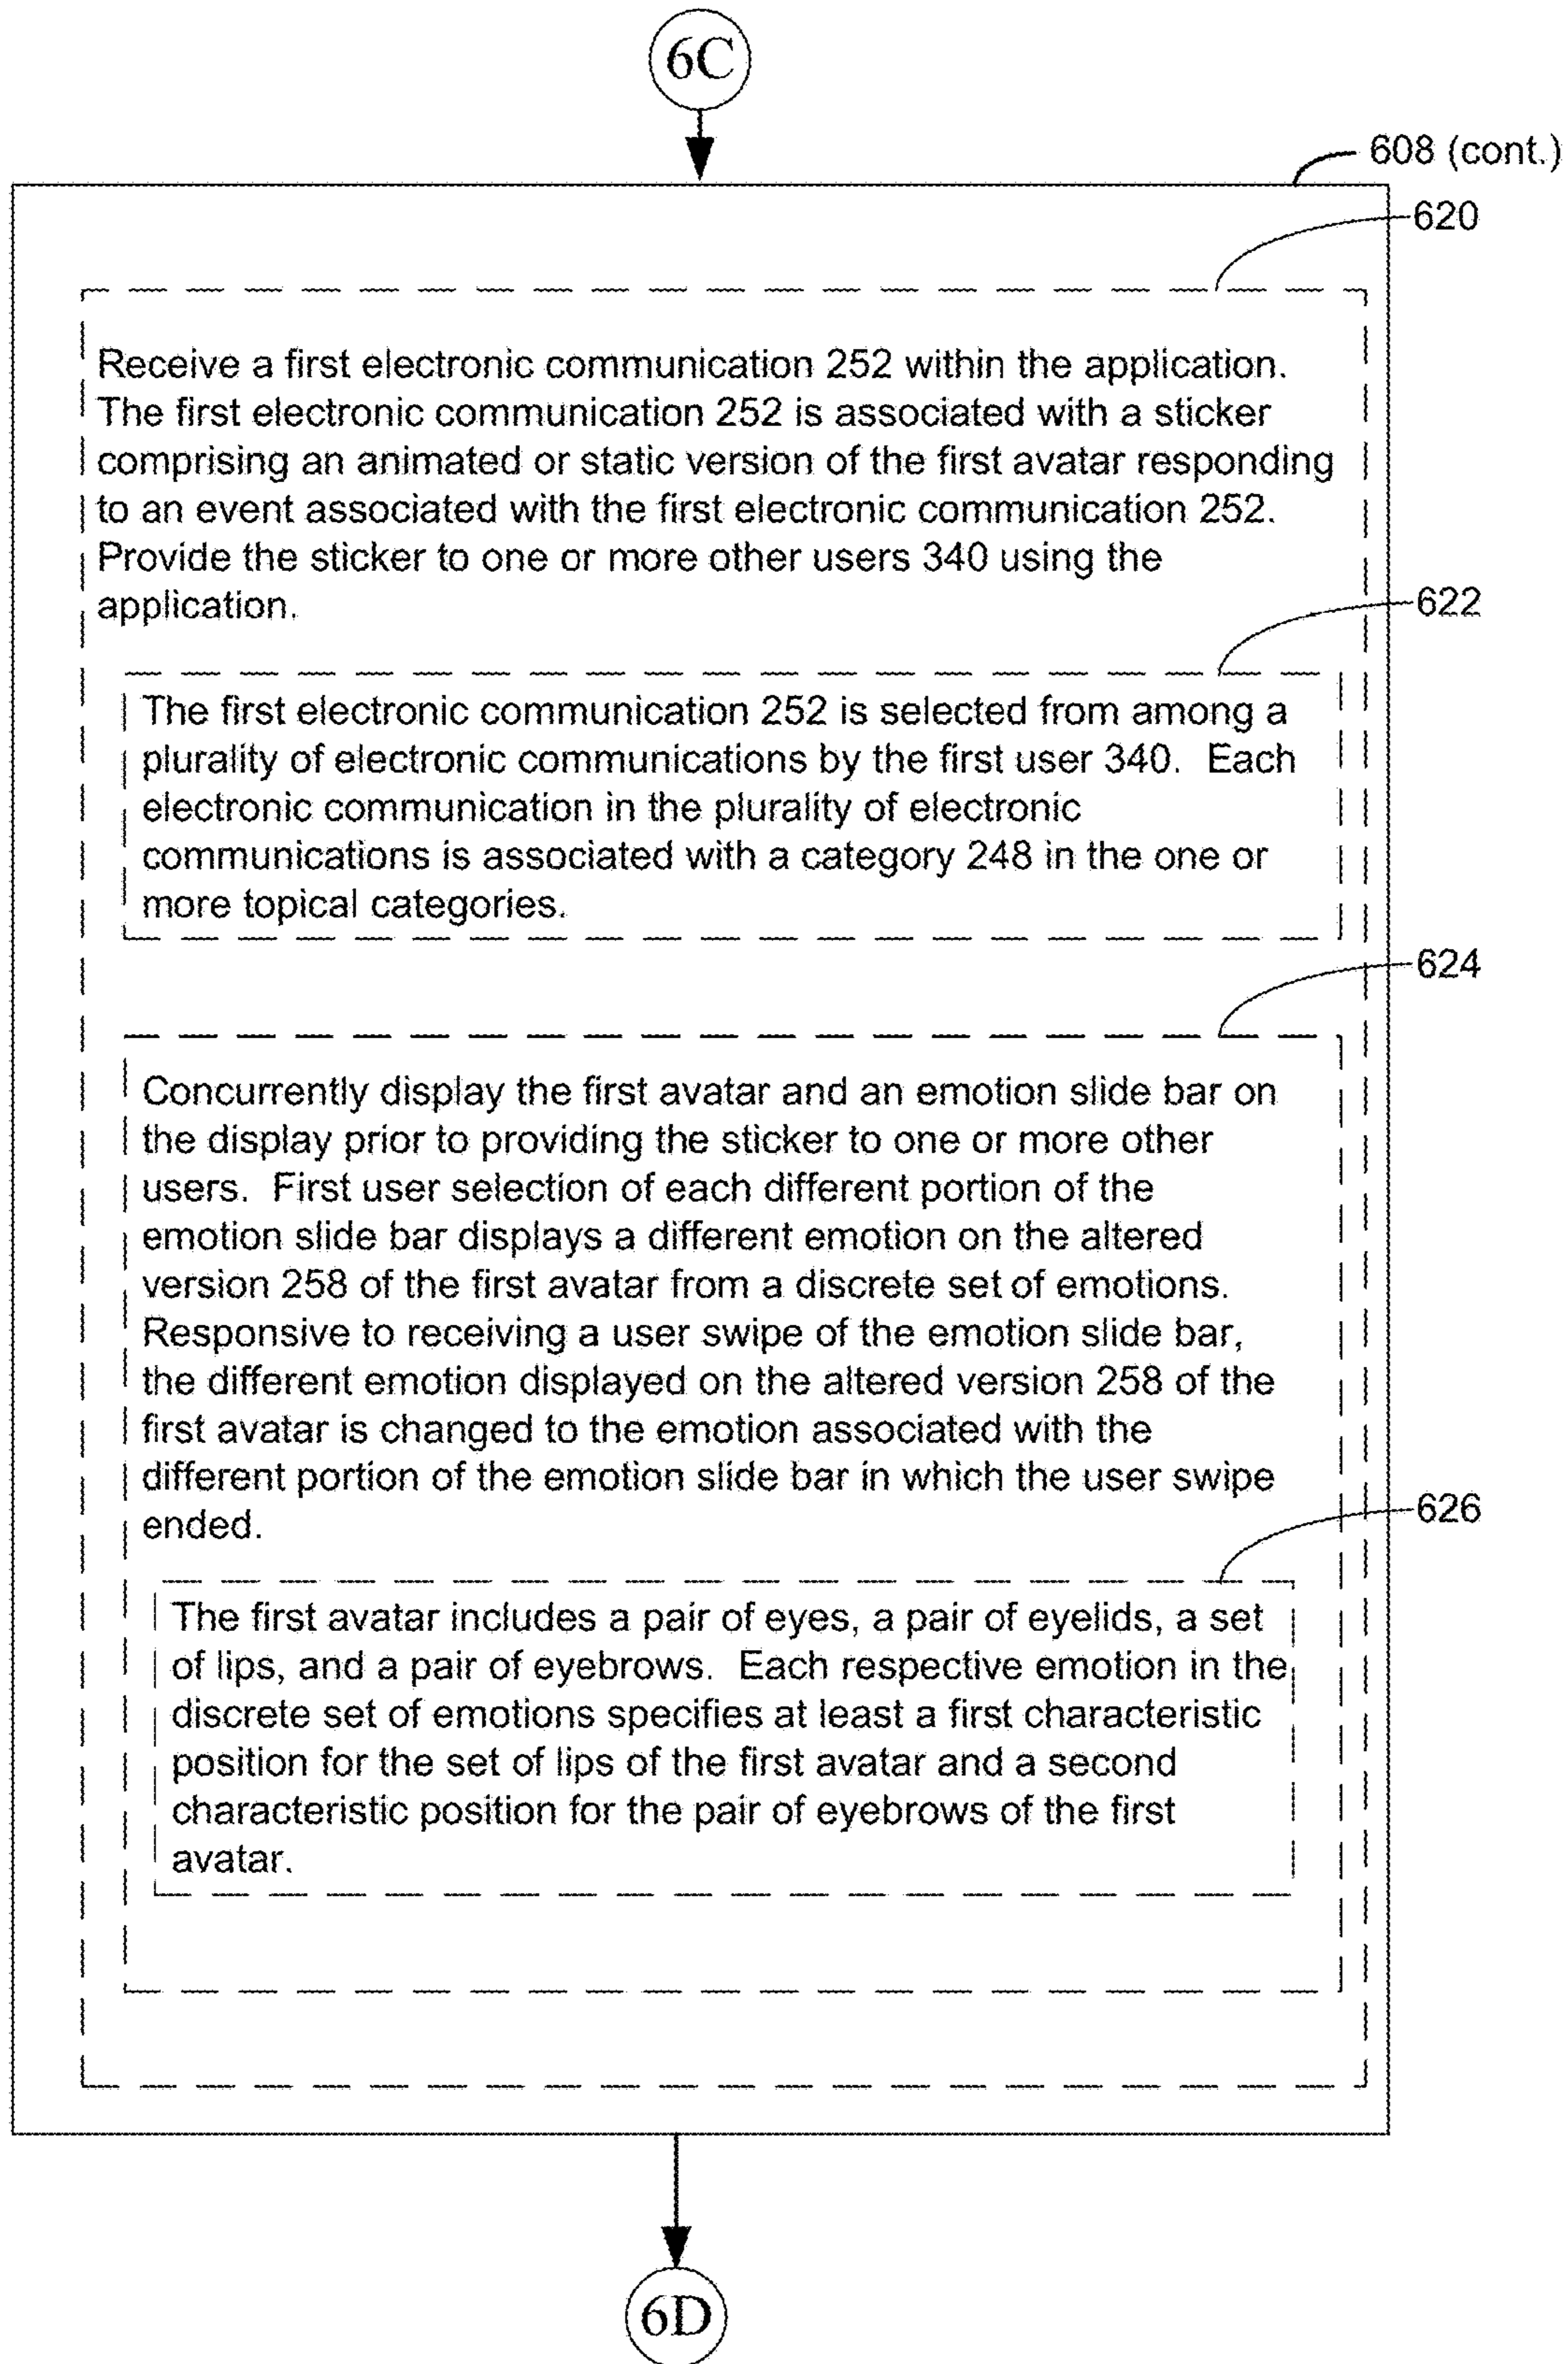 6C
608 (cont.)
620
Receive a first electronic communication 252 within the application.
The first electronic communication 252 is associated with a sticker
comprising an animated or static version of the first avatar responding
to an event associated with the first electronic communication 252.
Provide the sticker to one or more other users 340 using the
application.
622
The first electronic communication 252 is selected from among a
plurality of electronic communications by the first user 340.  Each
electronic communication in the plurality of electronic
communications is associated with a category 248 in the one or
more topical categories.
624
Concurrently display the first avatar and an emotion slide bar on
the display prior to providing the sticker to one or more other
users.  First user selection of each different portion of the
emotion slide bar displays a different emotion on the altered
version 258 of the first avatar from a discrete set of emotions.
Responsive to receiving a user swipe of the emotion slide bar,
the different emotion displayed on the altered version 258 of the
first avatar is changed to the emotion associated with the
different portion of the emotion slide bar in which the user swipe
ended.
626
The first avatar includes a pair of eyes, a pair of eyelids, a set
of lips, and a pair of eyebrows.  Each respective emotion in the
discrete set of emotions specifies at least a first characteristic
position for the set of lips of the first avatar and a second
characteristic position for the pair of eyebrows of the first
avatar.
6D